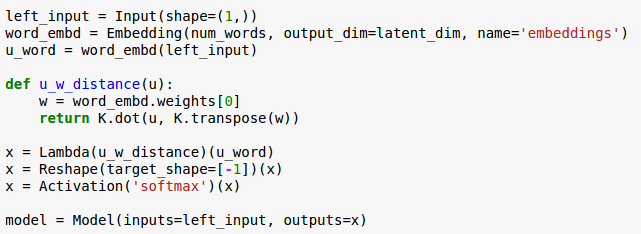 left_input = Input(shape=(1,))
word_embd = Embedding(num_words, output_dim=latent_dim, name='embeddings')
u_word = word_embd(left_input)

def u_w_distance(u):
    w = word_embd.weights[0]
    return K.dot(u, K.transpose(w))

x = Lambda(u_w_distance)(u_word)
x = Reshape(target_shape=[-1])(x)
x = Activation('softmax')(x)

model = Model(inputs=left_input, outputs=x)